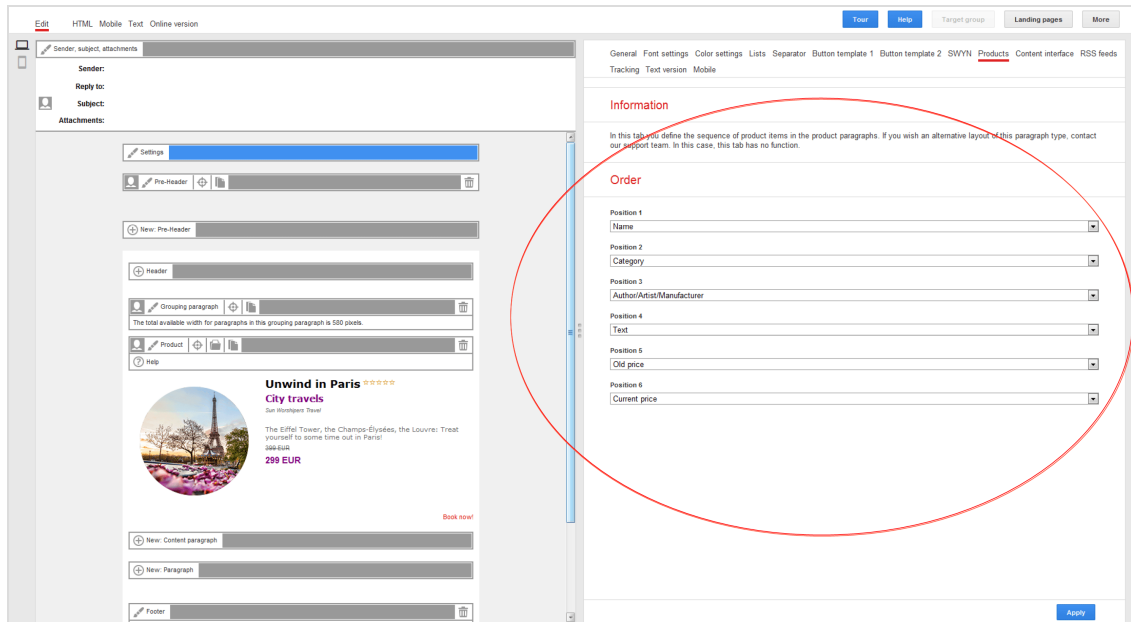 Edit HTML Mobile Text Online version
Tour Help Target group Landing pages More
Sender, subject, attachments
Sender:
Reply to:
Subject:
Attachments:
Settings
Pre-Header
New: Pre-Header
Header
Grouping paragraph
The total available width for paragraphs in this grouping paragraph is 580 pixels.
Product
Help
Unwind in Paris
City travels
Sun Worshipers Travel
The Eiffel Tower, the Champs-Élysées, the Louvre: Treat
yourself to some time out in Paris!
399 EUR
299 EUR
Book now!
New: Content paragraph
New: Paragraph
Footer
General Font settings Color settings Lists Separator Button template 1 Button template 2 SWYN Products Content interface RSS feeds
Tracking Text version Mobile
Information
In this tab you define the sequence of product items in the product paragraphs. If you wish an alternative layout of this paragraph type, contact
our support team. In this case, this tab has no function.
Order
Position 1
Name
Position 2
Category
Position 3
Author/Artist/Manufacturer
Position 4
Text
Position 5
Old price
Position 6
Current price
Apply